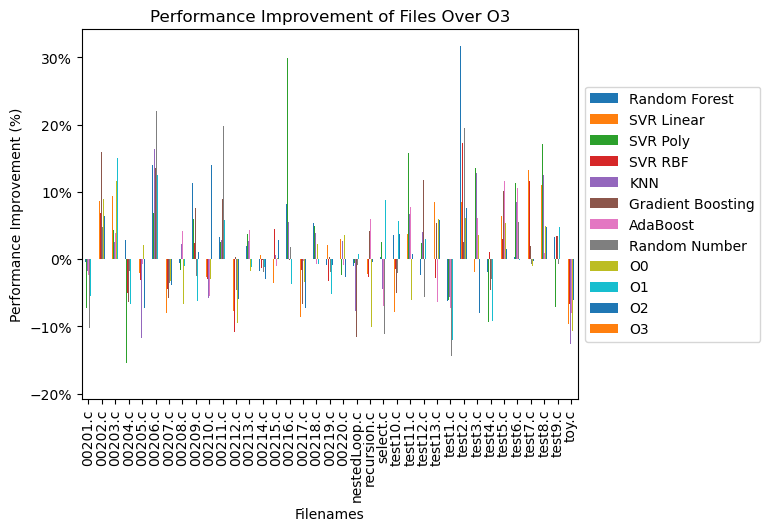 Performance Improvement of Files Over O3
Performance Improvement (%)
30%
20%
10%
0%
−10%
−20%
00201.c
00202.c
00203.c
00204.c
00205.c
00206.c
00207.c
00208.c
00209.c
00210.c
00211.c
00212.c
00213.c
00214.c
00215.c
00216.c
00217.c
00218.c
00219.c
00220.c
nestedLoop.c
recursion.c
select.c
test10.c
test11.c
test12.c
test13.c
test1.c
test2.c
test3.c
test4.c
test5.c
test6.c
test7.c
test8.c
test9.c
toy.c
Filenames
Random Forest
SVR Linear
SVR Poly
SVR RBF
KNN
Gradient Boosting
AdaBoost
Random Number
O0
O1
O2
O3